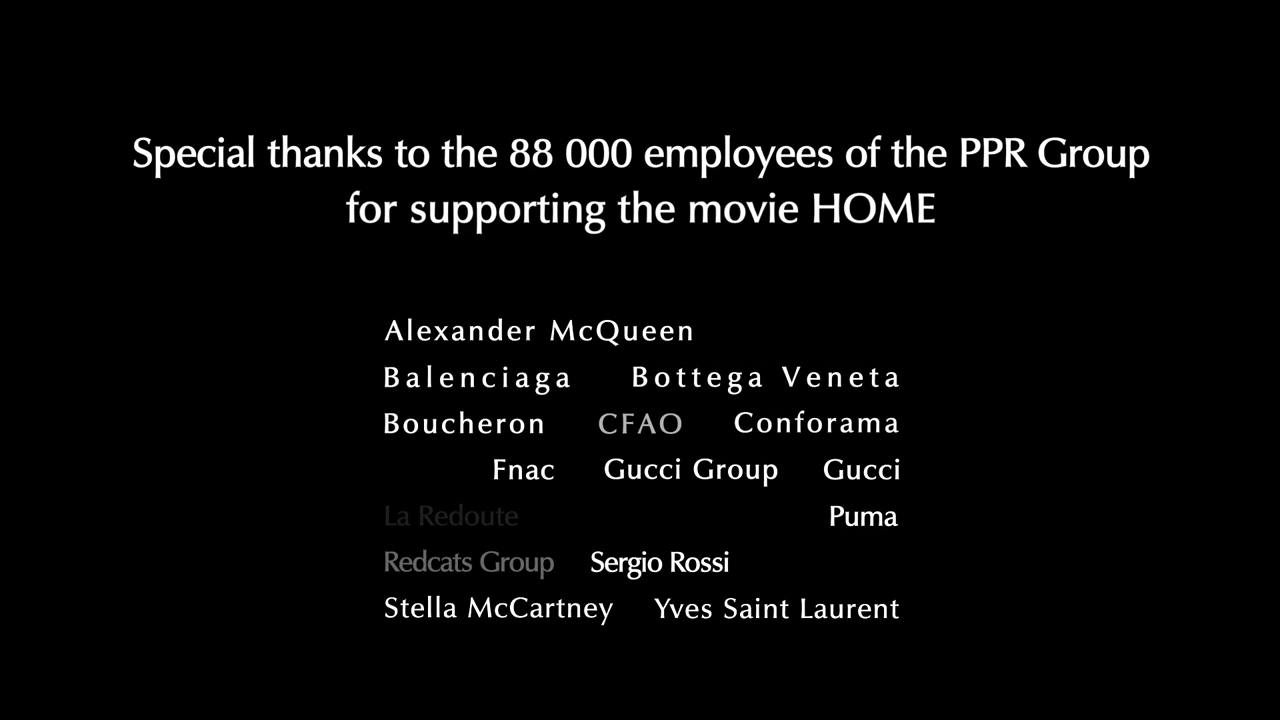 Special thanks to the 88 000 employees of the PPR Group
for supporting the movie HOME
Alexander McQueen
Balenciaga Bottega Veneta
Boucheron CFAO Conforama
Fnac Gucci Group Gucci
La Redoute Puma
Redcats Group Sergio Rossi
Stella McCartney Yves Saint Laurent